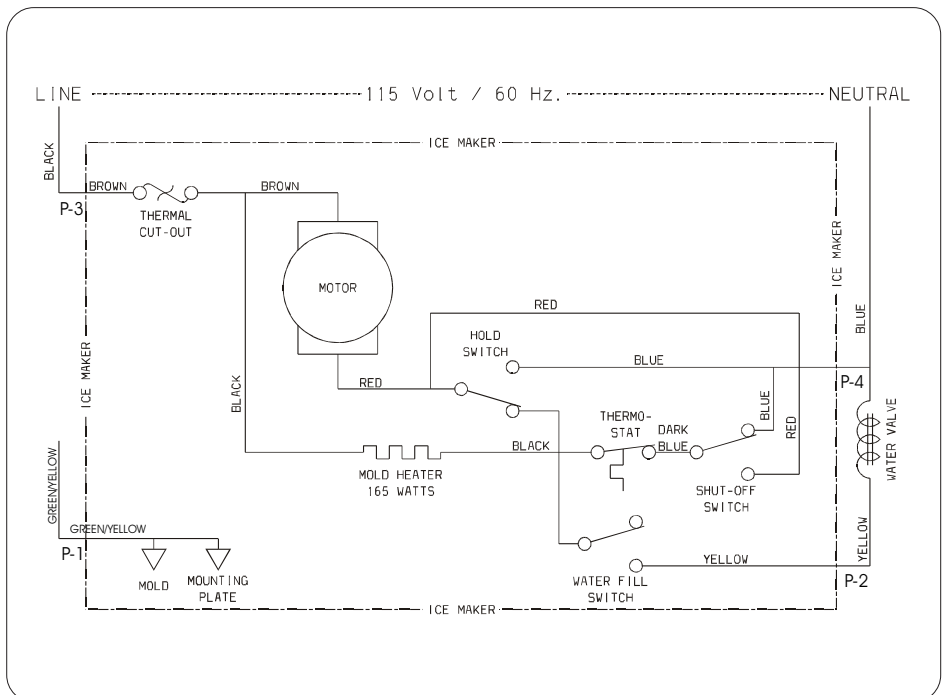 LINE 115 Volt / 60 Hz. NEUTRAL
ICE MAKER
BLACK
BROWN
BROWN
P-3
THERMAL
CUT-OUT
ICE MAKER
MOTOR
RED
HOLD
SWITCH
BLUE
BLUE
P-4
RED
ICE MAKER
BLACK
THERMO-
STAT
DARK
BLUE
BLUE
RED
WATER VALVE
BLACK
MOLD HEATER
165 WATTS
SHUT-OFF
SWITCH
GREEN/YELLOW
GREEN/YELLOW
P-1
MOLD
MOUNTING
PLATE
YELLOW
YELLOW
P-2
WATER FILL
SWITCH
ICE MAKER